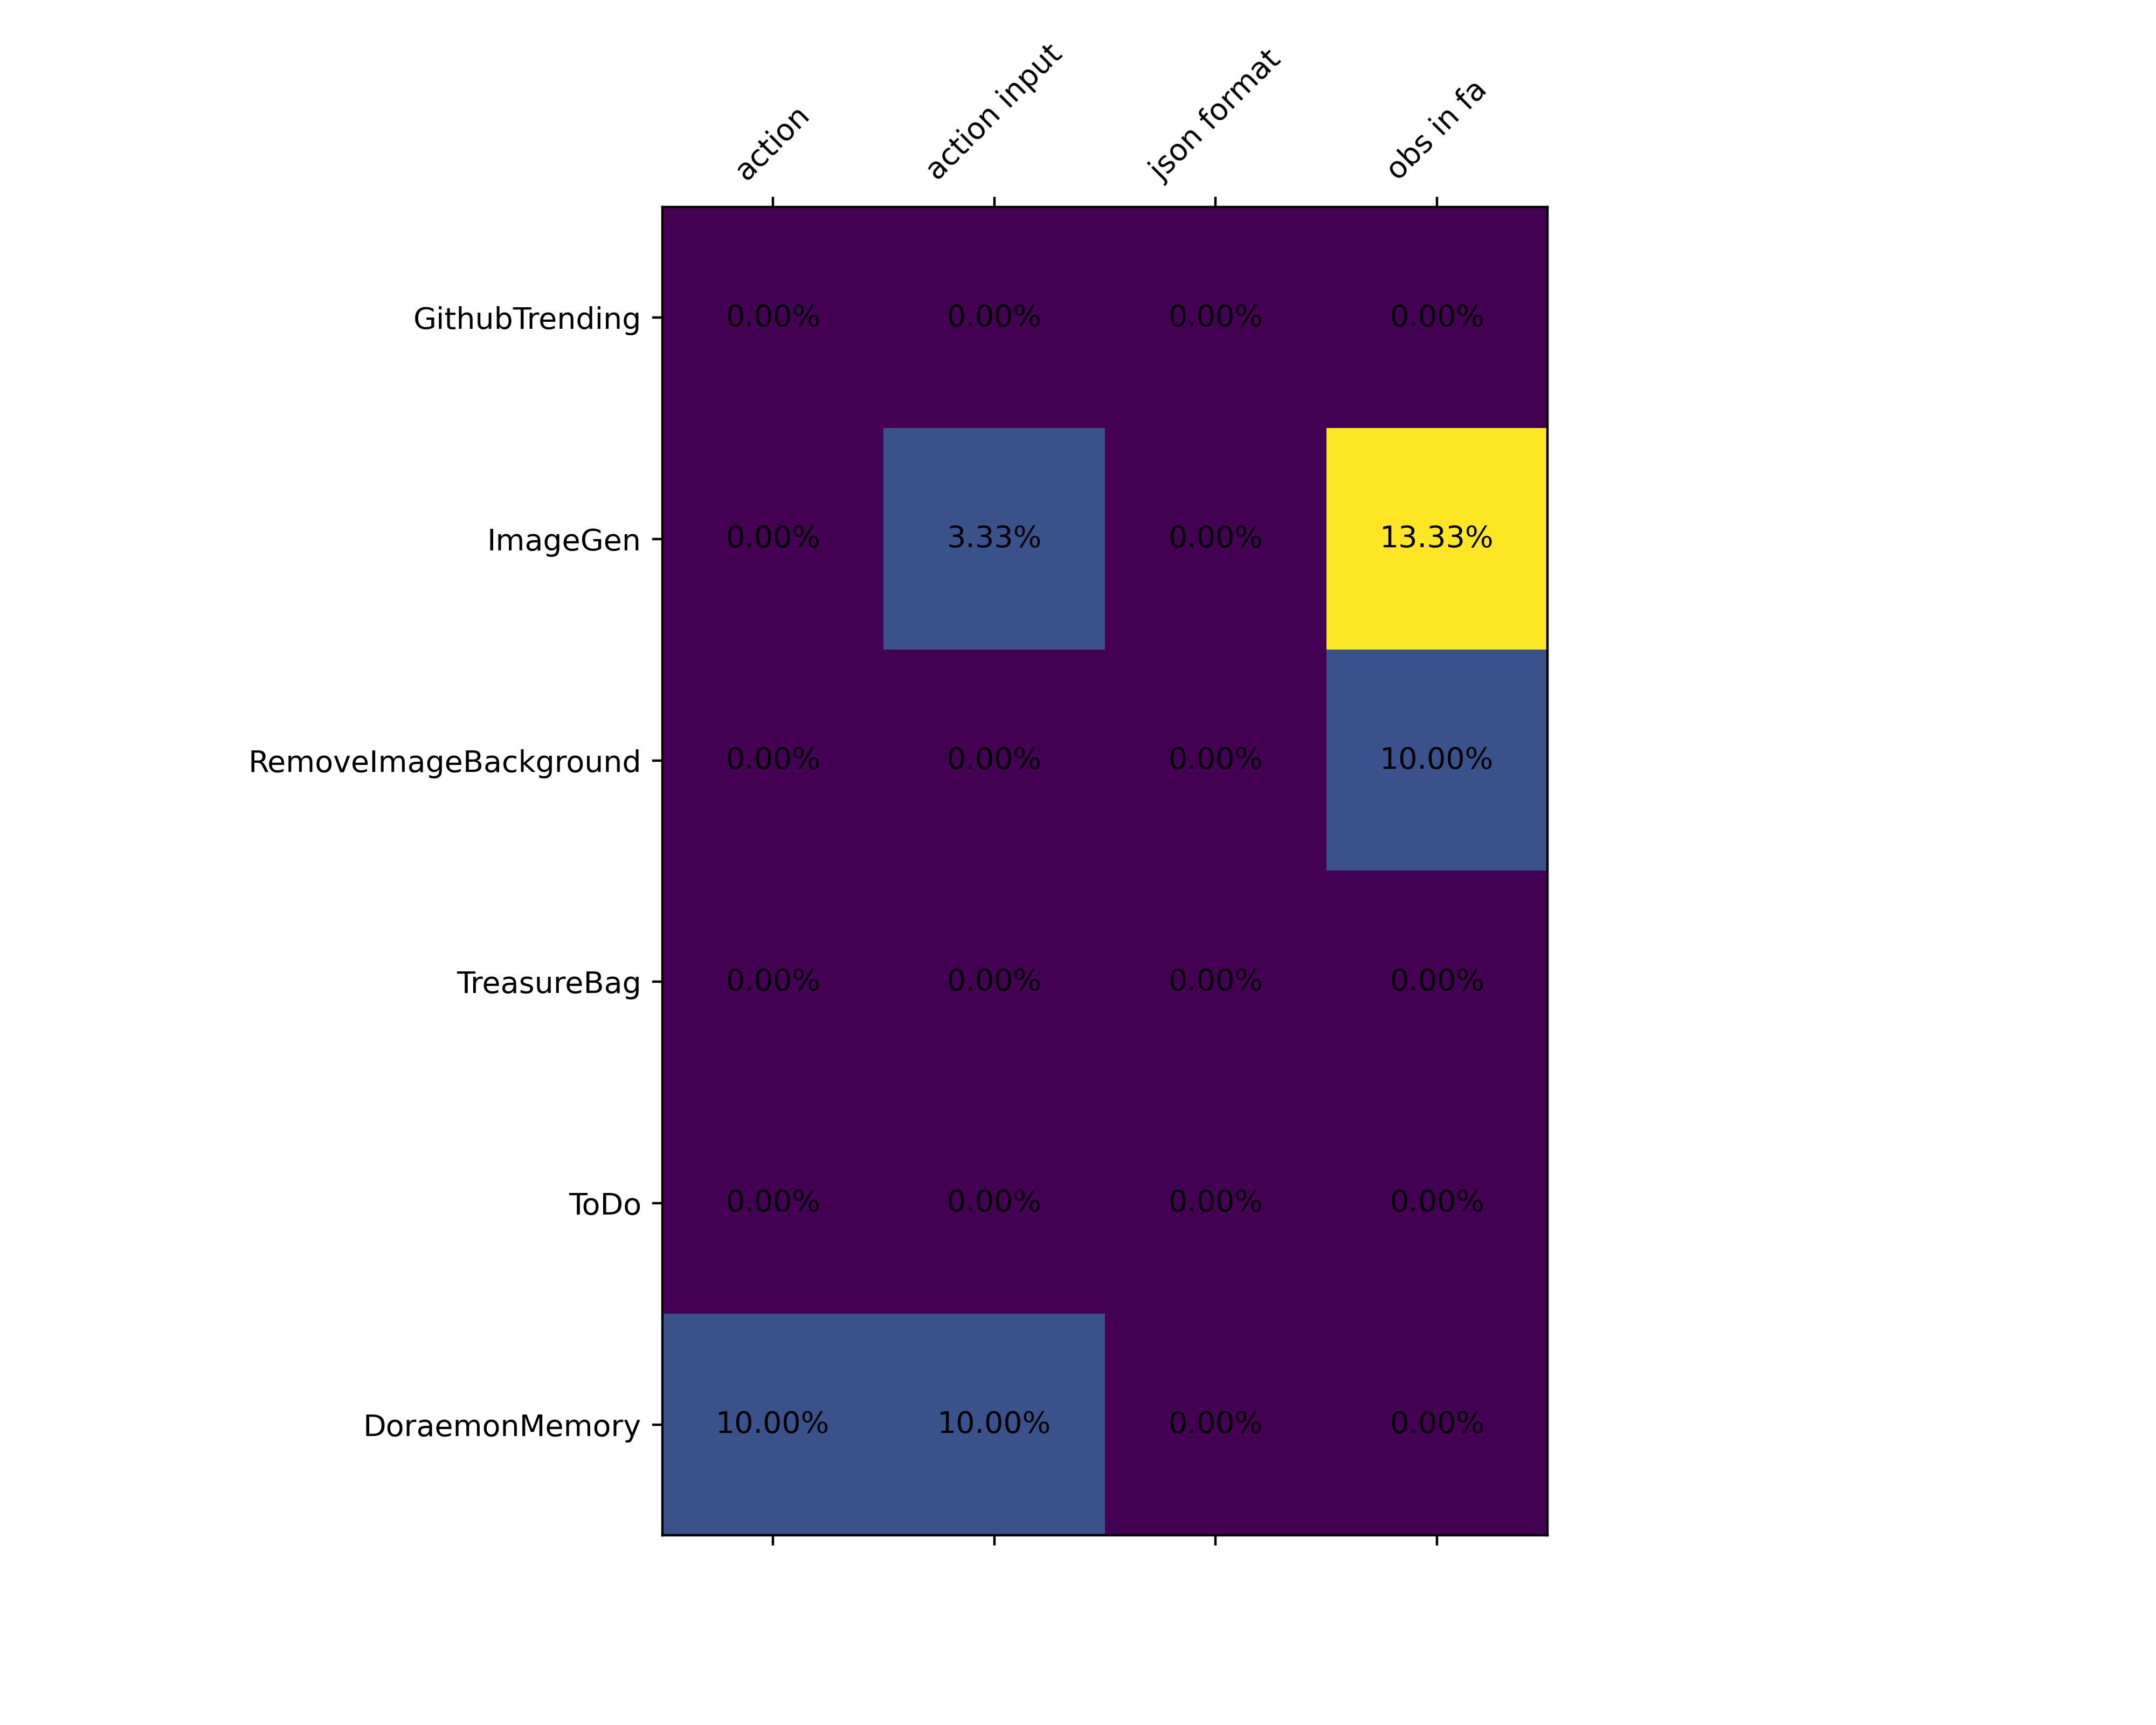 action action input json format obs in fa
GithubTrending 0.00% 0.00% 0.00% 0.00%
ImageGen 0.00% 3.33% 0.00% 13.33%
RemoveImageBackground 0.00% 0.00% 0.00% 10.00%
TreasureBag 0.00% 0.00% 0.00% 0.00%
ToDo 0.00% 0.00% 0.00% 0.00%
DoraemonMemory 10.00% 10.00% 0.00% 0.00%